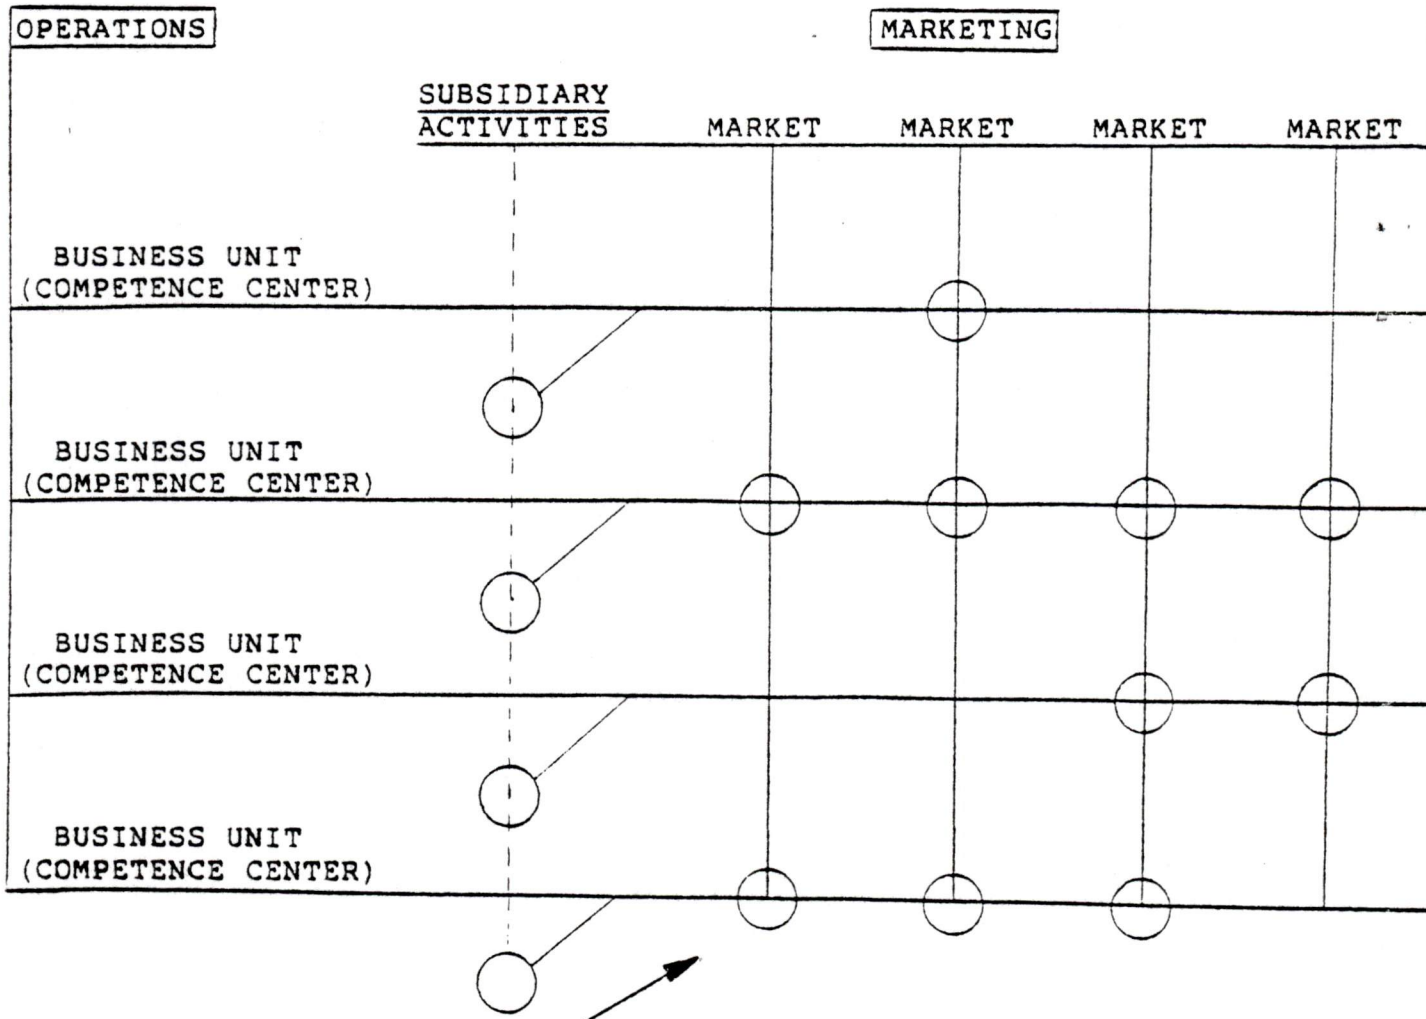 OPERATIONS
MARKETING
SUBSIDIARY
ACTIVITIES
MARKET
MARKET
MARKET
MARKET
BUSINESS UNIT
(COMPETENCE CENTER)
BUSINESS UNIT
(COMPETENCE CENTER)
BUSINESS UNIT
(COMPETENCE CENTER)
BUSINESS UNIT
(COMPETENCE CENTER)